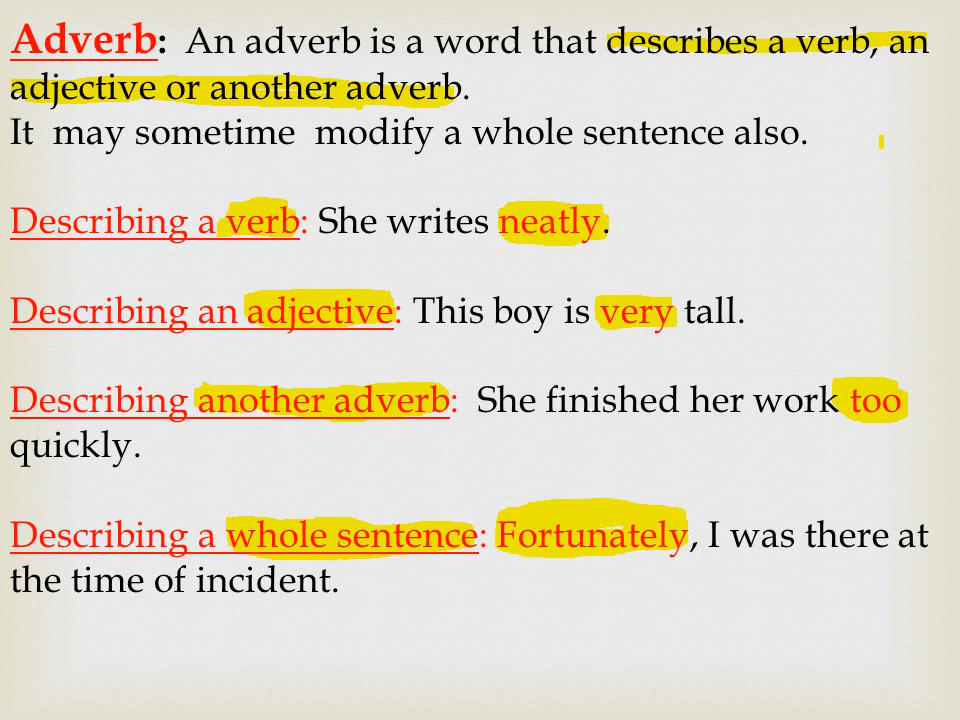 Adverb: An adverb is a word that describes a verb, an
adjective or another adverb.
It may sometime modify a whole sentence also.
Describing a verb: She writes neatly.
Describing an adjective: This boy is very tall.
Describing another adverb: She finished her work too
quickly.
Describing a whole sentence: Fortunately, I was there at
the time of incident.